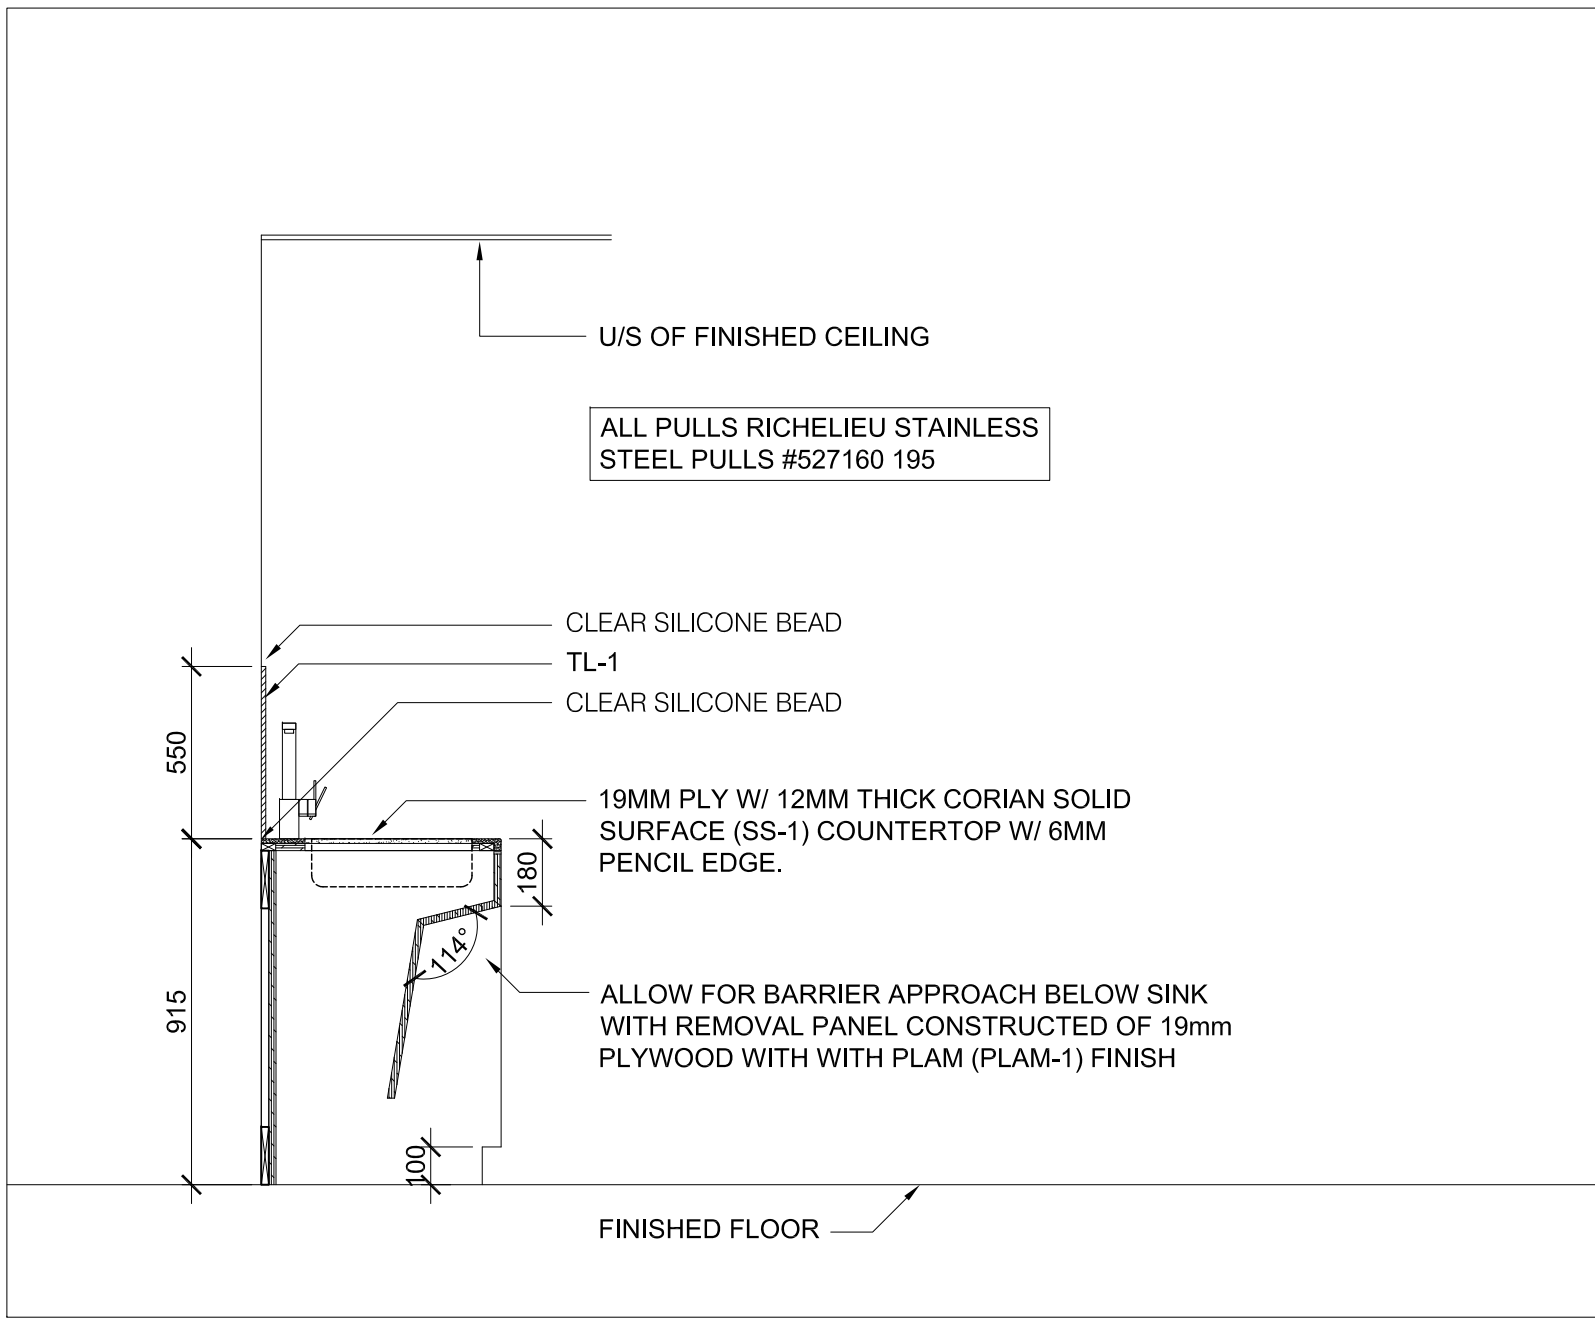 U/S OF FINISHED CEILING
ALL PULLS RICHELIEU STAINLESS
STEEL PULLS #527160 195
CLEAR SILICONE BEAD
TL-1
CLEAR SILICONE BEAD
550
19MM PLY W/ 12MM THICK CORIAN SOLID
SURFACE (SS-1) COUNTERTOP W/ 6MM
PENCIL EDGE.
180
114°
915
ALLOW FOR BARRIER APPROACH BELOW SINK
WITH REMOVAL PANEL CONSTRUCTED OF 19mm
PLYWOOD WITH WITH PLAM (PLAM-1) FINISH
100
FINISHED FLOOR